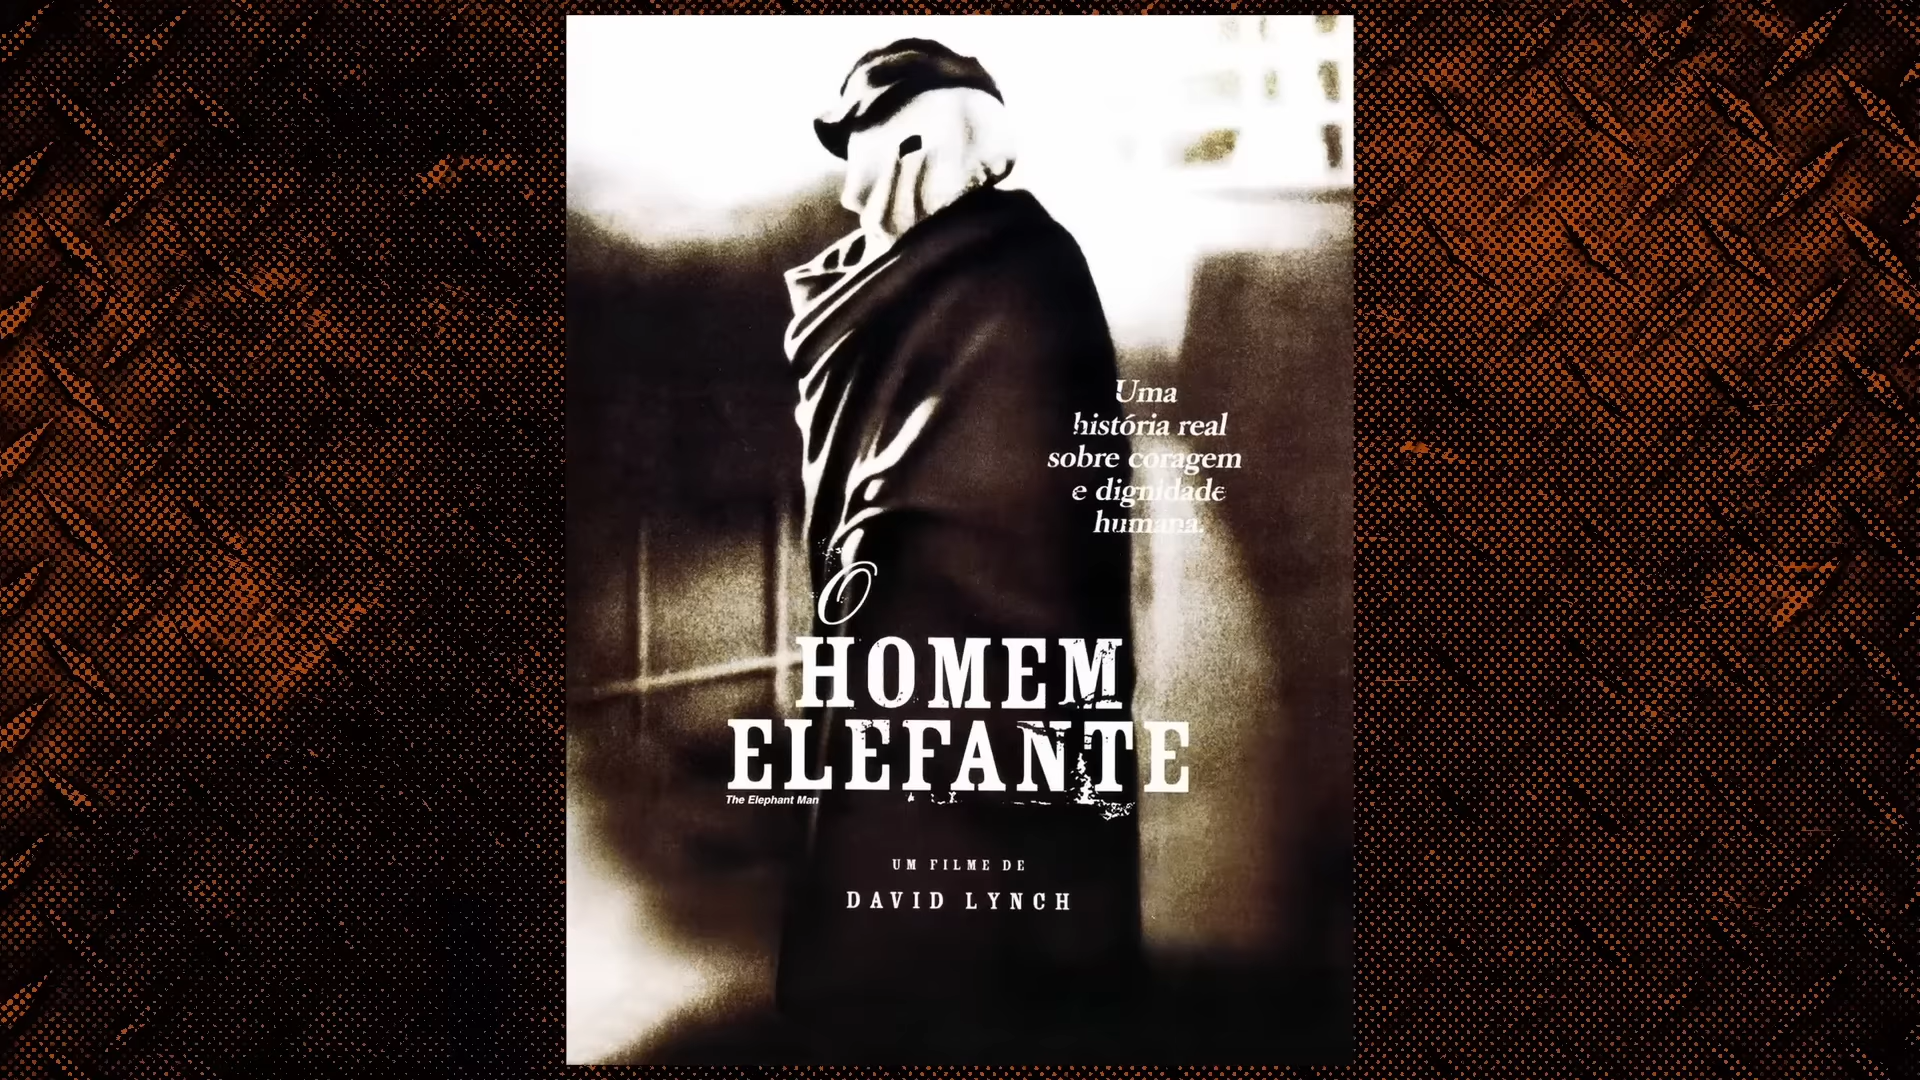 Uma
história real
sobre coragem
e dignidade
humana.
O
HOMEM
ELEFANTE
The Elephant Man
UM FILME DE
DAVID LYNCH